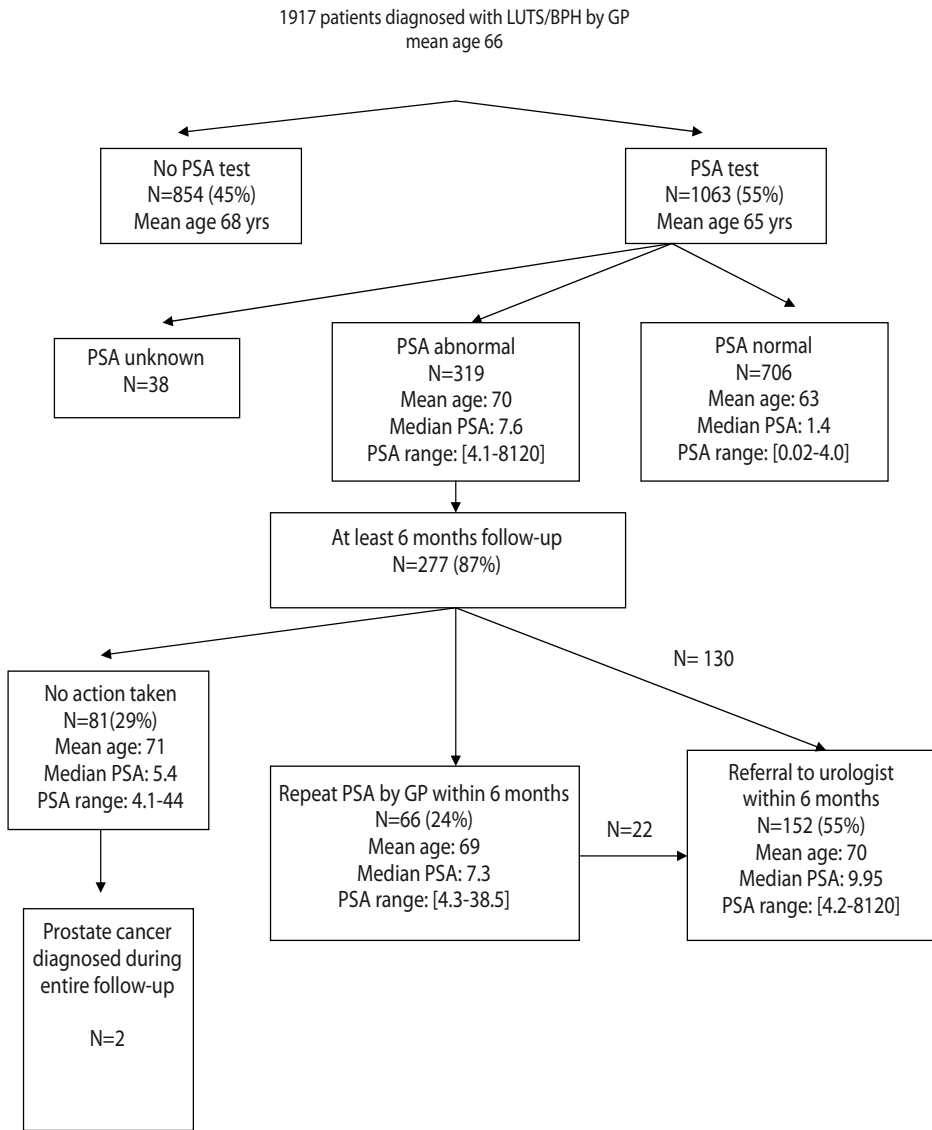 1917 patients diagnosed with LUTS/BPH by GP
mean age 66
No PSA test
N=854 (45%)
Mean age 68 yrs
PSA test
N=1063 (55%)
Mean age 65 yrs
PSA unknown
N=38
PSA abnormal
N=319
Mean age: 70
Median PSA: 7.6
PSA range: [4.1-8120]
PSA normal
N=706
Mean age: 63
Median PSA: 1.4
PSA range: [0.02-4.0]
At least 6 months follow-up
N=277 (87%)
N= 130
No action taken
N=81(29%)
Mean age: 71
Median PSA: 5.4
PSA range: 4.1-44
Repeat PSA by GP within 6 months
N=66 (24%)
Mean age: 69
Median PSA: 7.3
PSA range: [4.3-38.5]
N=22
Referral to urologist
within 6 months
N=152 (55%)
Mean age: 70
Median PSA: 9.95
PSA range: [4.2-8120]
Prostate cancer
diagnosed during
entire follow-up
N=2